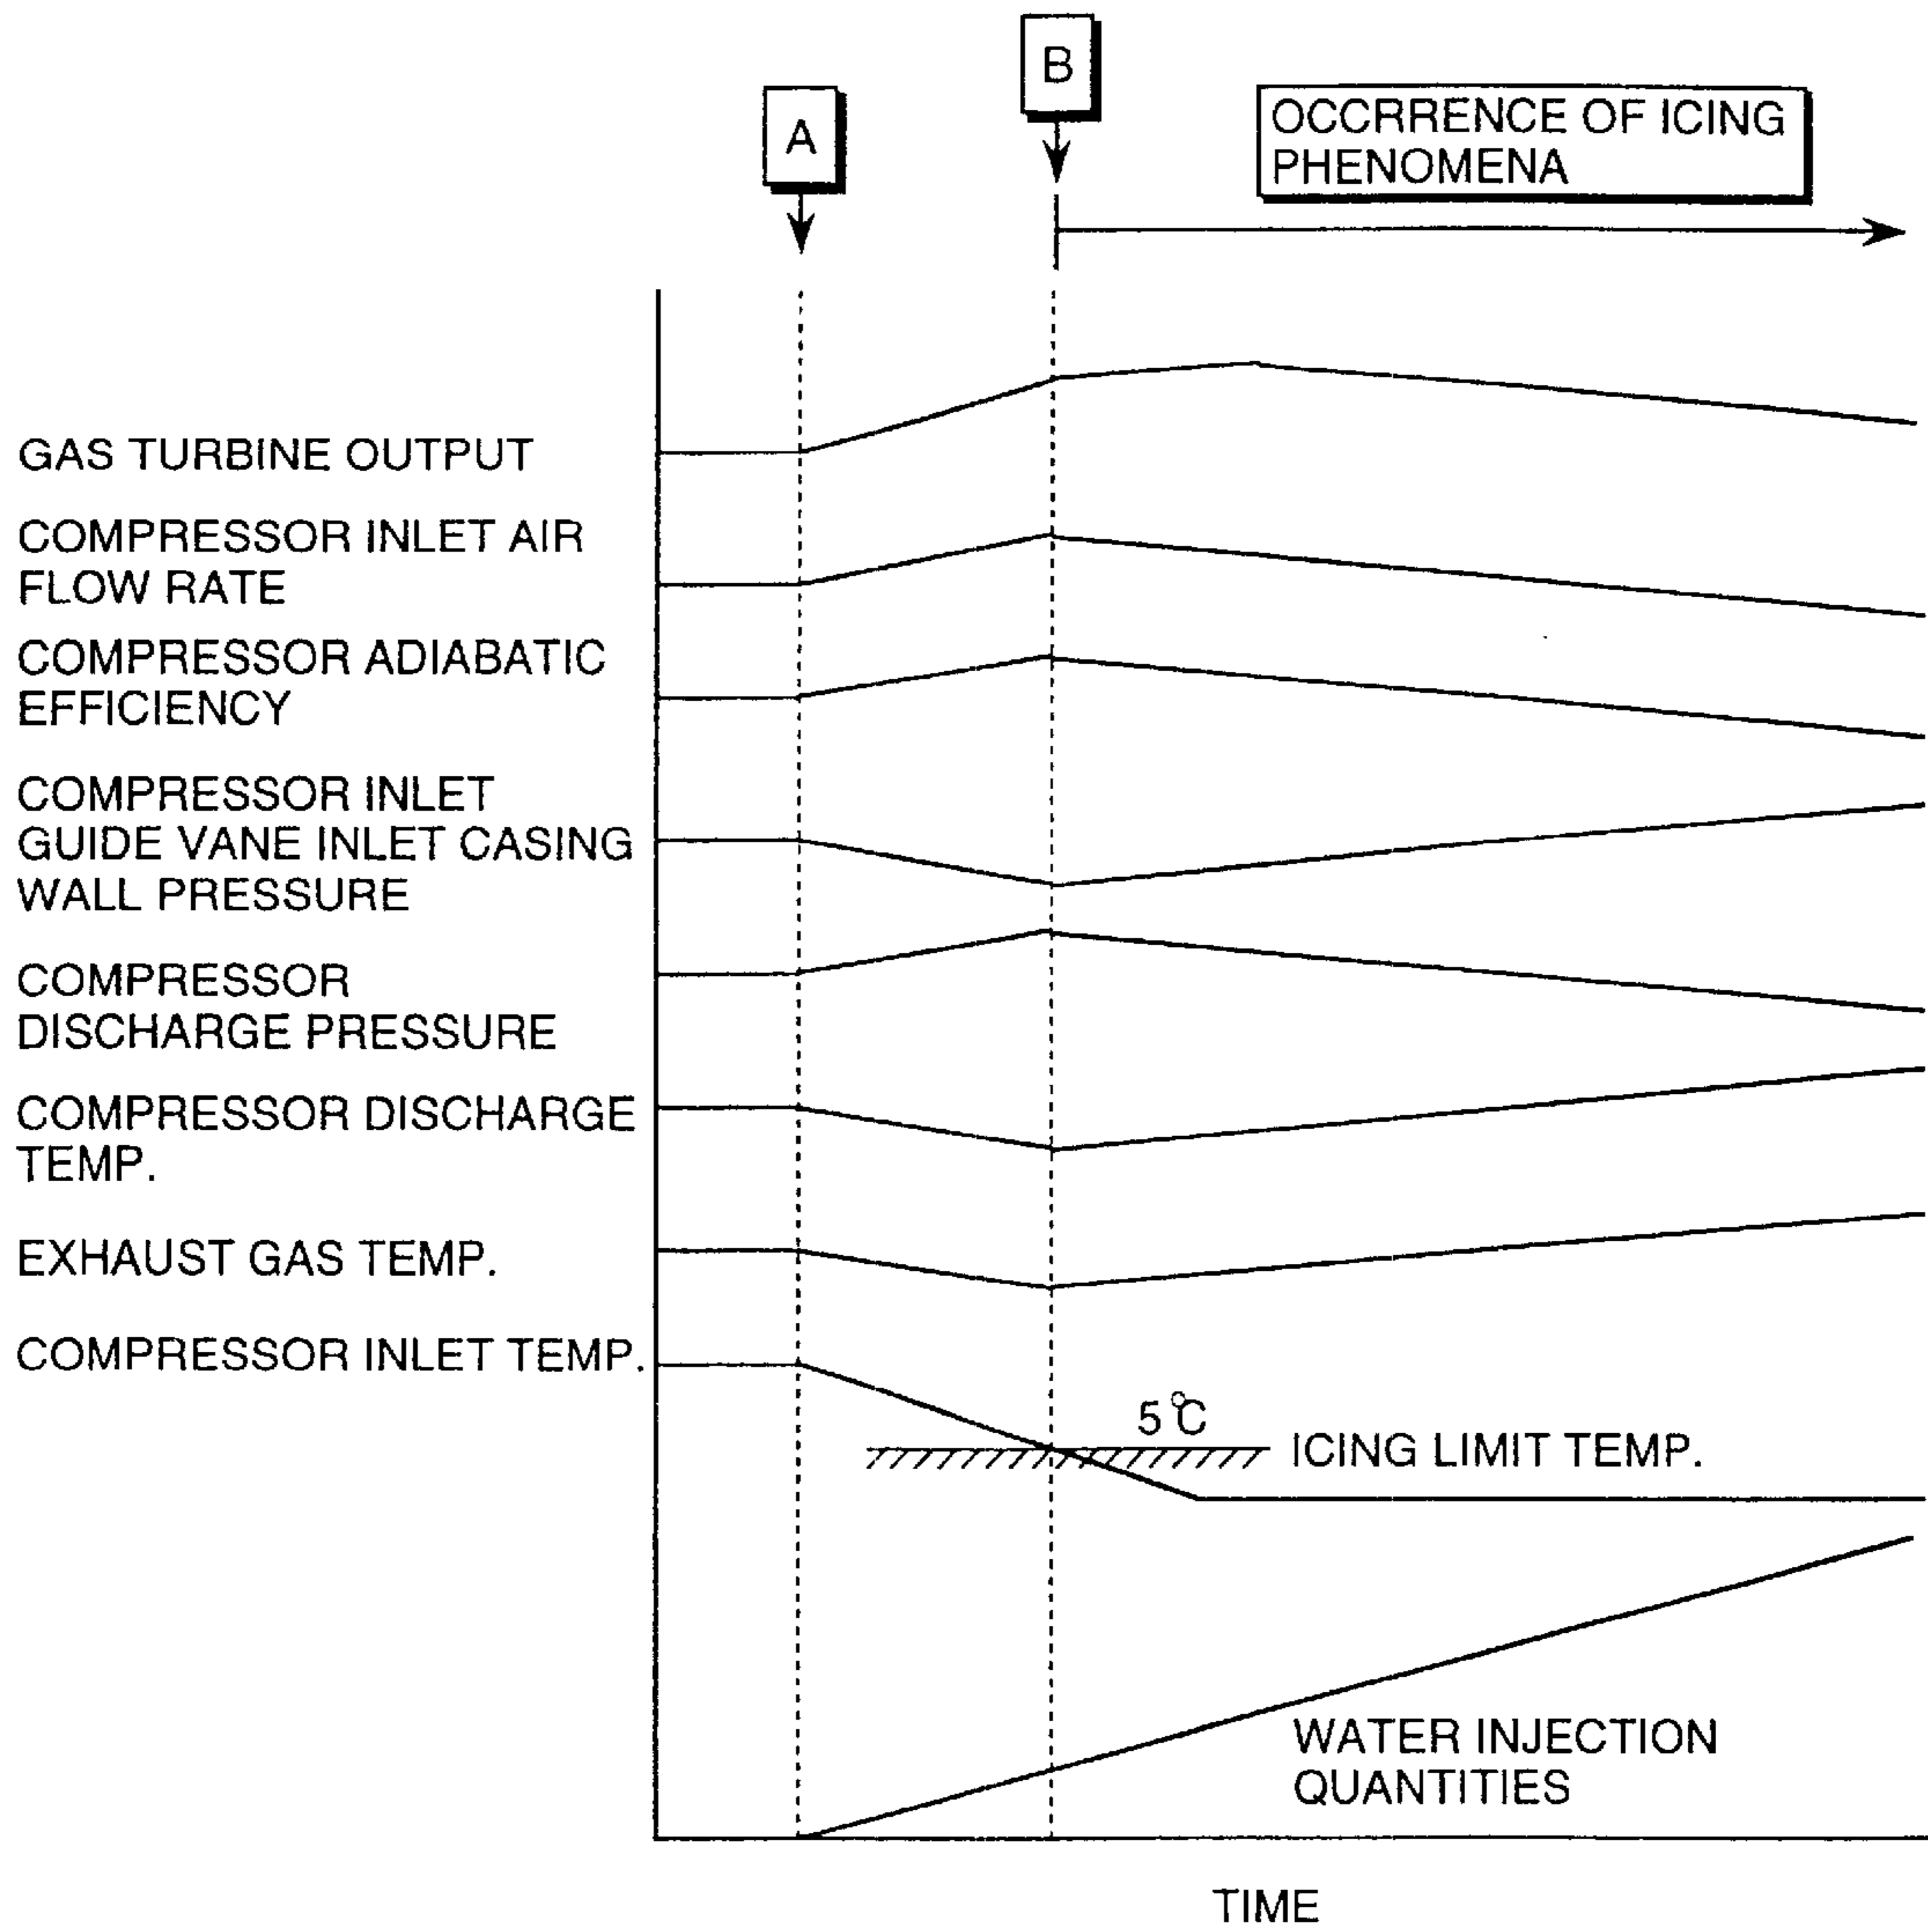 B
A
OCCRRENCE OF ICING
PHENOMENA
GAS TURBINE OUTPUT
COMPRESSOR INLET AIR
FLOW RATE
COMPRESSOR ADIABATIC
EFFICIENCY
COMPRESSOR INLET
GUIDE VANE INLET CASING
WALL PRESSURE
COMPRESSOR
DISCHARGE PRESSURE
COMPRESSOR DISCHARGE
TEMP.
EXHAUST GAS TEMP.
COMPRESSOR INLET TEMP.
5℃
ICING LIMIT TEMP.
WATER INJECTION
QUANTITIES
TIME